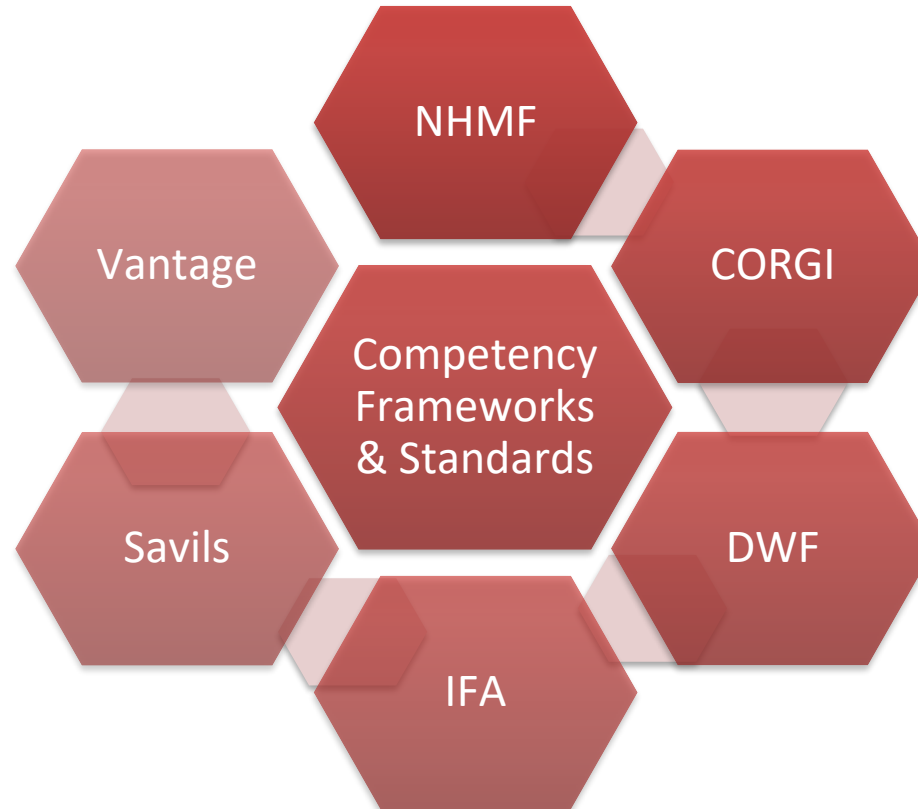 NHMF
Vantage
CORGI
Competency
Frameworks
& Standards
Savils
DWF
IFA